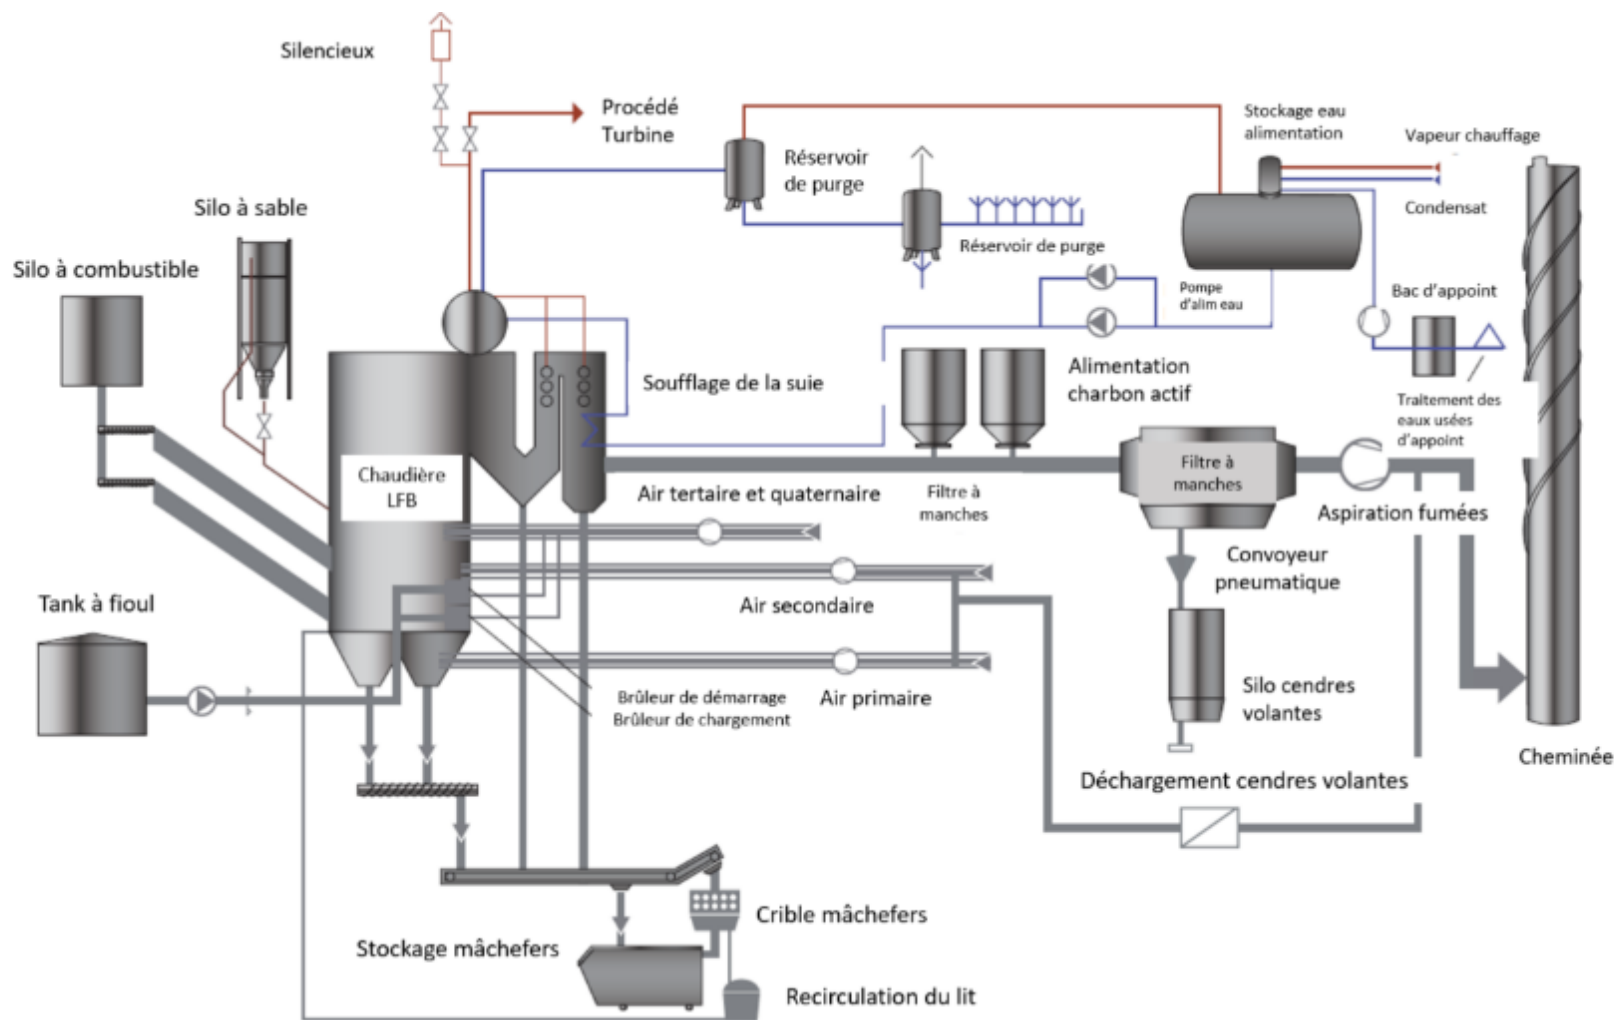 Silencieux
Procédé
Turbine
Stockage eau
alimentation
Vapeur chauffage
Réservoir
de purge
Silo à sable
Condensat
Réservoir de purge
Silo à combustible
Pompe
d'alim eau
Bac d'appoint
Soufflage de la suie
Alimentation
charbon actif
Traitement des
eaux usées
d'appoint
Chaudière
LFB
Filtre à
manches
Air tertaire et quaternaire
Filtre à
manches
Aspiration fumées
Convoyeur
pneumatique
Tank à fioul
Air secondaire
Silo cendres
volantes
Brûleur de démarrage
Brûleur de chargement
Air primaire
Cheminée
Déchargement cendres volantes
Crible mâchefers
Stockage mâchefers
Recirculation du lit